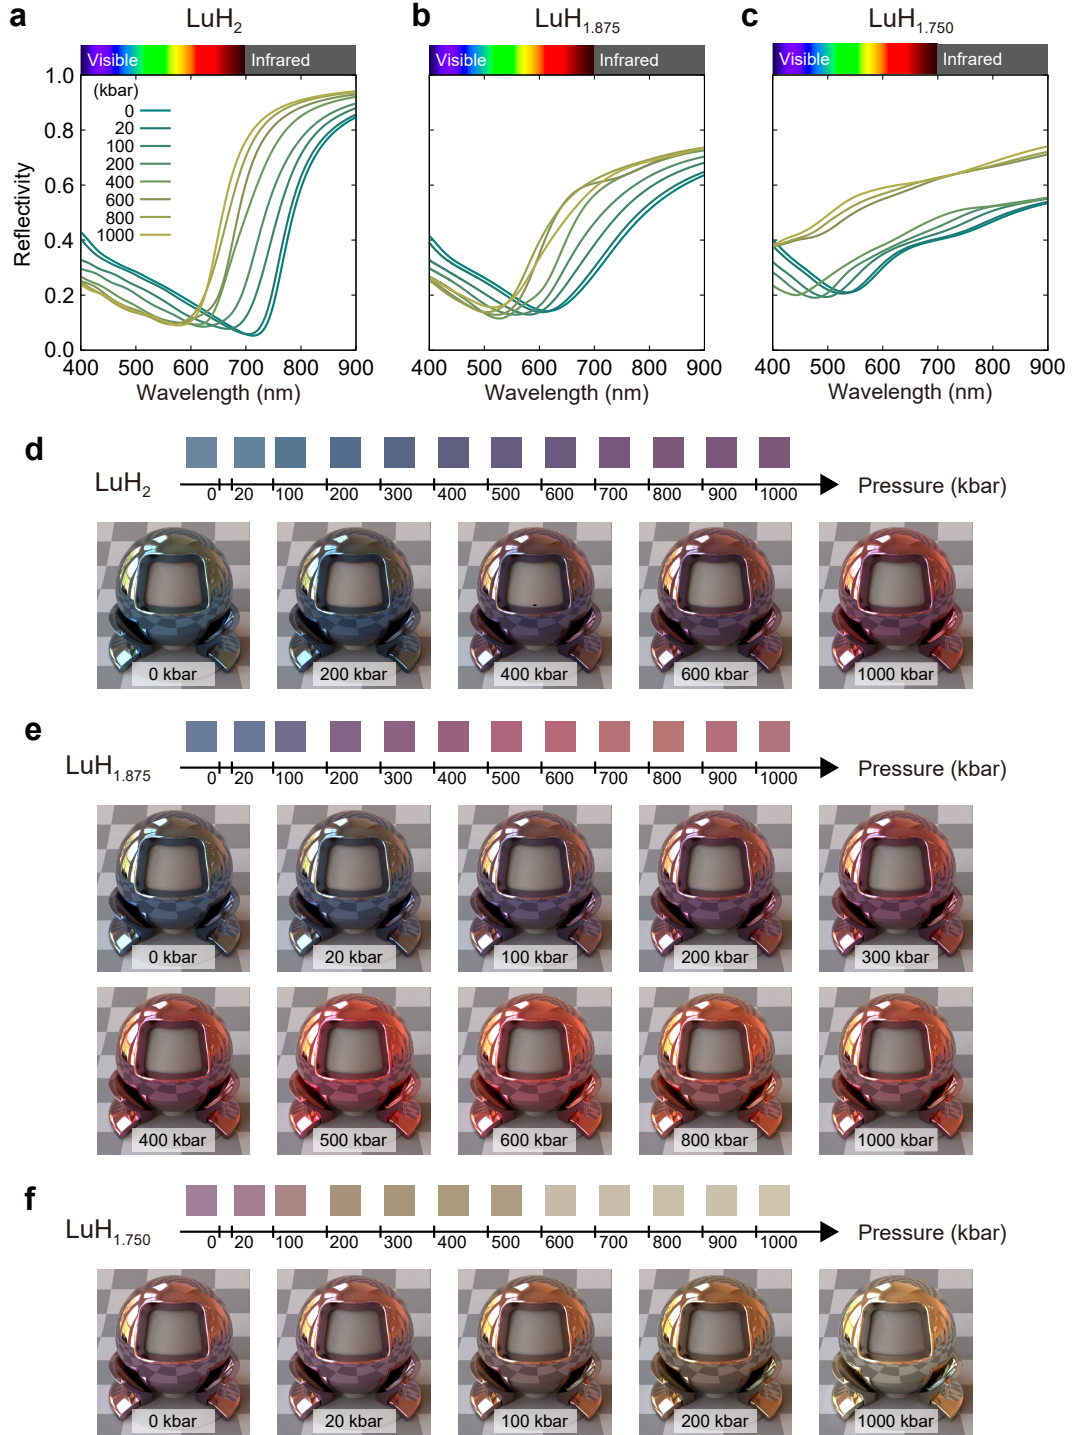 a LuH2 b LuH1.875 c LuH1.750
Visible Infrared Visible Infrared Visible Infrared
1.0
(kbar)
0
20
0.8
100
200
400
0.6
600
800
1000
Reflectivity
0.4
0.2
0.0
400 500 600 700 800 900 400 500 600 700 800 900 400 500 600 700 800 900
Wavelength (nm) Wavelength (nm) Wavelength (nm)
d
LuH2 Pressure (kbar)
0 20 100 200 300 400 500 600 700 800 900 1000
0 kbar 200 kbar 400 kbar 600 kbar 1000 kbar
e
LuH1.875 Pressure (kbar)
0 20 100 200 300 400 500 600 700 800 900 1000
0 kbar 20 kbar 100 kbar 200 kbar 300 kbar
400 kbar 500 kbar 600 kbar 800 kbar 1000 kbar
f
LuH1.750 Pressure (kbar)
0 20 100 200 300 400 500 600 700 800 900 1000
0 kbar 20 kbar 100 kbar 200 kbar 1000 kbar